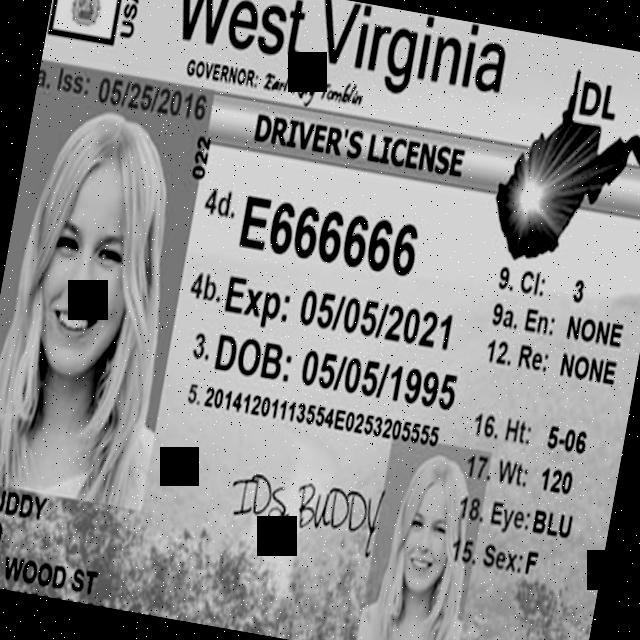 USA
West Virginia
GOVERNOR:
a. Iss: 05/25/2016
DL
DRIVER'S LICENSE
022
4d. E666666
4b. Exp: 05/05/2021
3. DOB: 05/05/1995
5. 20141201113554E0253205555
9. Cl: 3
9a. En: NONE
12. Re: NONE
16. Ht: 5-06
17. Wt: 120
18. Eye: BLU
15. Sex: F
IDs BUDDY
UDDY
WOOD ST